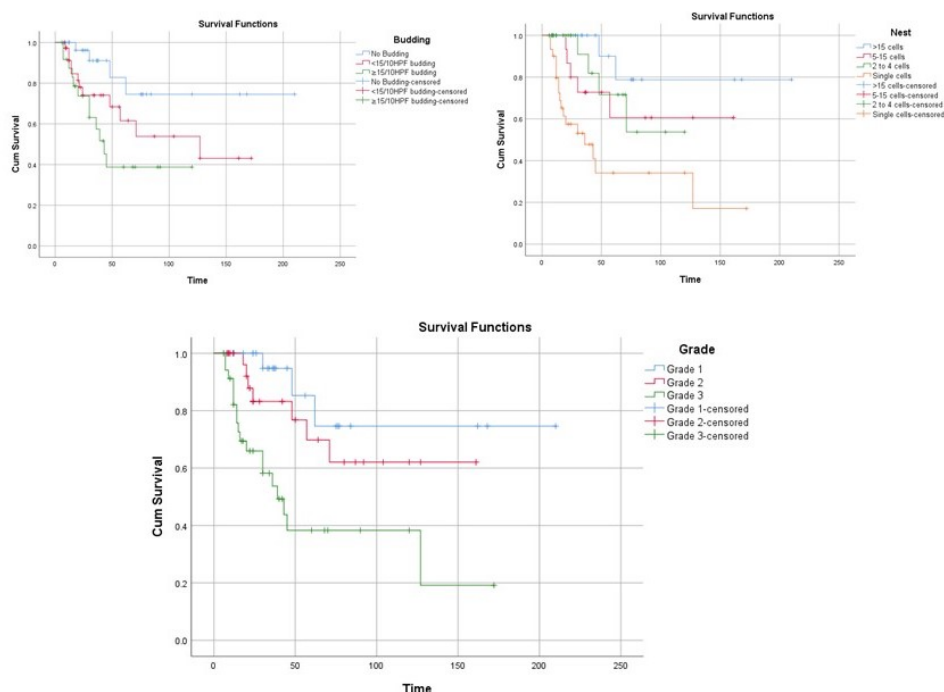 Survival Functions
Budding
No Budding
<15/10HPF budding
≥15/10HPF budding
No Budding-censored
<15/10HPF budding-censored
≥15/10HPF budding-censored
Cum Survival
1.0
0.8
0.6
0.4
0.2
0.0
0 50 100 150 200 250
Time
Survival Functions
Nest
>15 cells
5-15 cells
2 to 4 cells
Single cells
>15 cells-censored
5-15 cells-censored
2 to 4 cells-censored
Single cells-censored
Cum Survival
1.0
0.8
0.6
0.4
0.2
0.0
0 50 100 150 200 250
Time
Survival Functions
Grade
Grade 1
Grade 2
Grade 3
Grade 1-censored
Grade 2-censored
Grade 3-censored
Cum Survival
1.0
0.8
0.6
0.4
0.2
0.0
0 50 100 150 200 250
Time